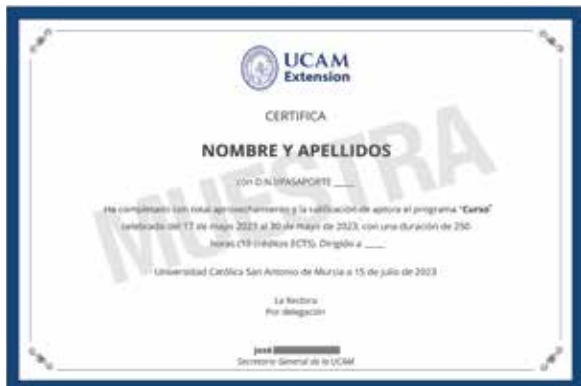 UCAM
Extension
CERTIFICA
NOMBRE Y APELLIDOS
con D.N.I/PASAPORTE ____
Ha completado con total aprovechamiento y la calificación de apto/a el programa "Curso"
celebrado del 17 de mayo 2023 al 30 de mayo de 2023, con una duración de 250
horas (10 créditos ECTS). Dirigido a ____
Universidad Católica San Antonio de Murcia a 15 de julio de 2023
La Rectora
Por delegación
José
Secretario General de la UCAM
MUESTRA